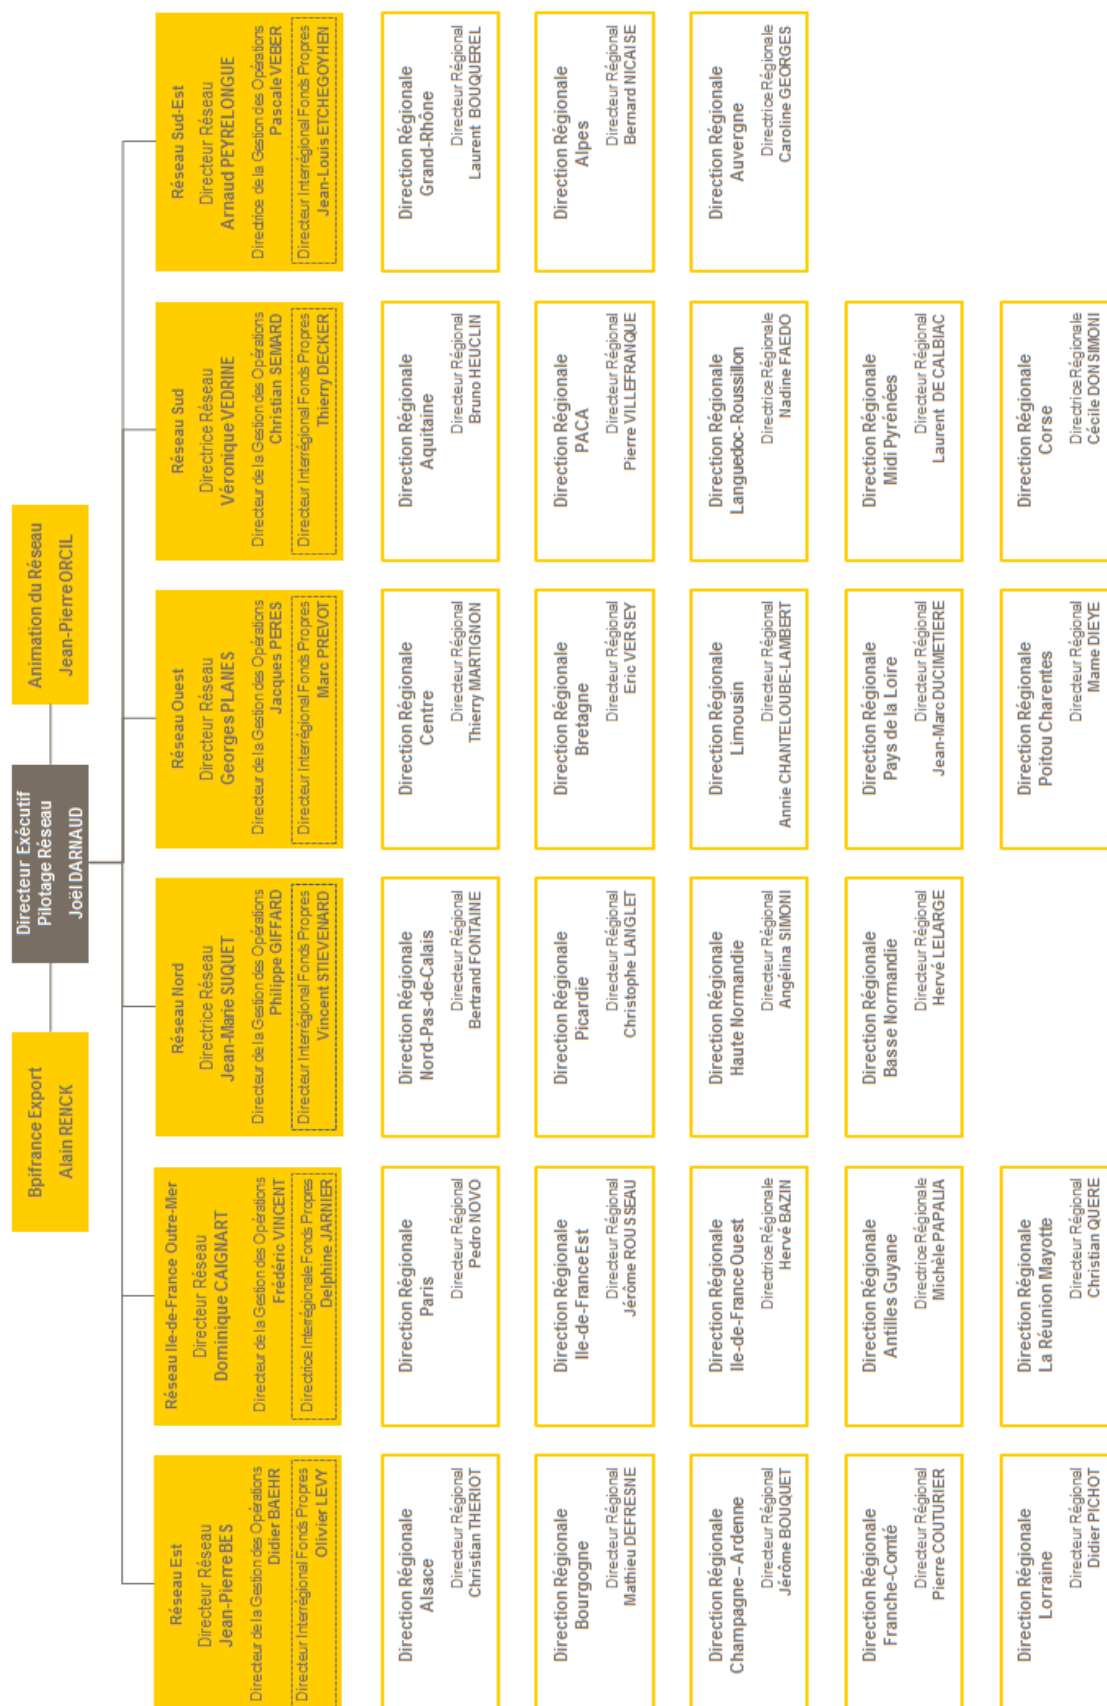 Directeur Exécutif
Pilotage Réseau
Joël DARNAUD
Bpifrance Export
Alain RENCK
Animation du Réseau
Jean-Pierre ORCIL
Réseau Est
Directeur Réseau
Jean-Pierre BES
Directeur de la Gestion des Opérations
Didier BAEHR
Directeur Interrégional Fonds Propres
Olivier LEVY
Direction Régionale
Alsace
Directeur Régional
Christian THERIOT
Direction Régionale
Bourgogne
Directeur Régional
Mathieu DEFRESNE
Direction Régionale
Champagne – Ardenne
Directeur Régional
Jérôme BOUQUET
Direction Régionale
Franche-Comté
Directeur Régional
Pierre COUTURIER
Direction Régionale
Lorraine
Directeur Régional
Didier PICHOT
Réseau Ile-de-France Outre-Mer
Directeur Réseau
Dominique CAIGNART
Directeur de la Gestion des Opérations
Frédéric VINCENT
Directrice Interrégionale Fonds Propres
Delphine JARNIER
Direction Régionale
Paris
Directeur Régional
Pedro NOVO
Direction Régionale
Ile-de-France Est
Directeur Régional
Jérôme ROUSSEAU
Direction Régionale
Ile-de-France Ouest
Directrice Régionale
Hervé BAZIN
Direction Régionale
Antilles Guyane
Directrice Régionale
Michèle PAPALIA
Direction Régionale
La Réunion Mayotte
Directeur Régional
Christian QUERE
Réseau Nord
Directrice Réseau
Jean-Marie SUQUET
Directeur de la Gestion des Opérations
Philippe GIFFARD
Directeur Interrégional Fonds Propres
Vincent STIEVENARD
Direction Régionale
Nord-Pas-de-Calais
Directeur Régional
Bertrand FONTAINE
Direction Régionale
Picardie
Directeur Régional
Christophe LANGLET
Direction Régionale
Haute Normandie
Directeur Régional
Angélina SIMONI
Direction Régionale
Basse Normandie
Directeur Régional
Hervé LELARGE
Réseau Ouest
Directeur Réseau
Georges PLANES
Directeur de la Gestion des Opérations
Jacques PERES
Directeur Interrégional Fonds Propres
Marc PREVOT
Direction Régionale
Centre
Directeur Régional
Thierry MARTIGNON
Direction Régionale
Bretagne
Directeur Régional
Eric VERSEY
Direction Régionale
Limousin
Directeur Régional
Annie CHANTELOUBE-LAMBERT
Direction Régionale
Pays de la Loire
Directeur Régional
Jean-Marc DUCIMETIERE
Direction Régionale
Poitou Charentes
Directeur Régional
Mame DIEYE
Réseau Sud
Directrice Réseau
Véronique VEDRINE
Directeur de la Gestion des Opérations
Christian SEMARD
Directeur Interrégional Fonds Propres
Thierry DECKER
Direction Régionale
Aquitaine
Directeur Régional
Bruno HEUCLIN
Direction Régionale
PACA
Directeur Régional
Pierre VILLEFRANQUE
Direction Régionale
Languedoc-Roussillon
Directrice Régionale
Nadine FAEDO
Direction Régionale
Midi Pyrénées
Directeur Régional
Laurent DE CALBIAC
Direction Régionale
Corse
Directrice Régionale
Cécile DON SIMONI
Réseau Sud-Est
Directeur Réseau
Arnaud PEYRELONGUE
Directrice de la Gestion des Opérations
Pascale VEBER
Directeur Interrégional Fonds Propres
Jean-Louis ETCHEGOYHEN
Direction Régionale
Grand-Rhône
Directeur Régional
Laurent BOUQUEREL
Direction Régionale
Alpes
Directeur Régional
Bernard NICAISE
Direction Régionale
Auvergne
Directrice Régionale
Caroline GEORGES